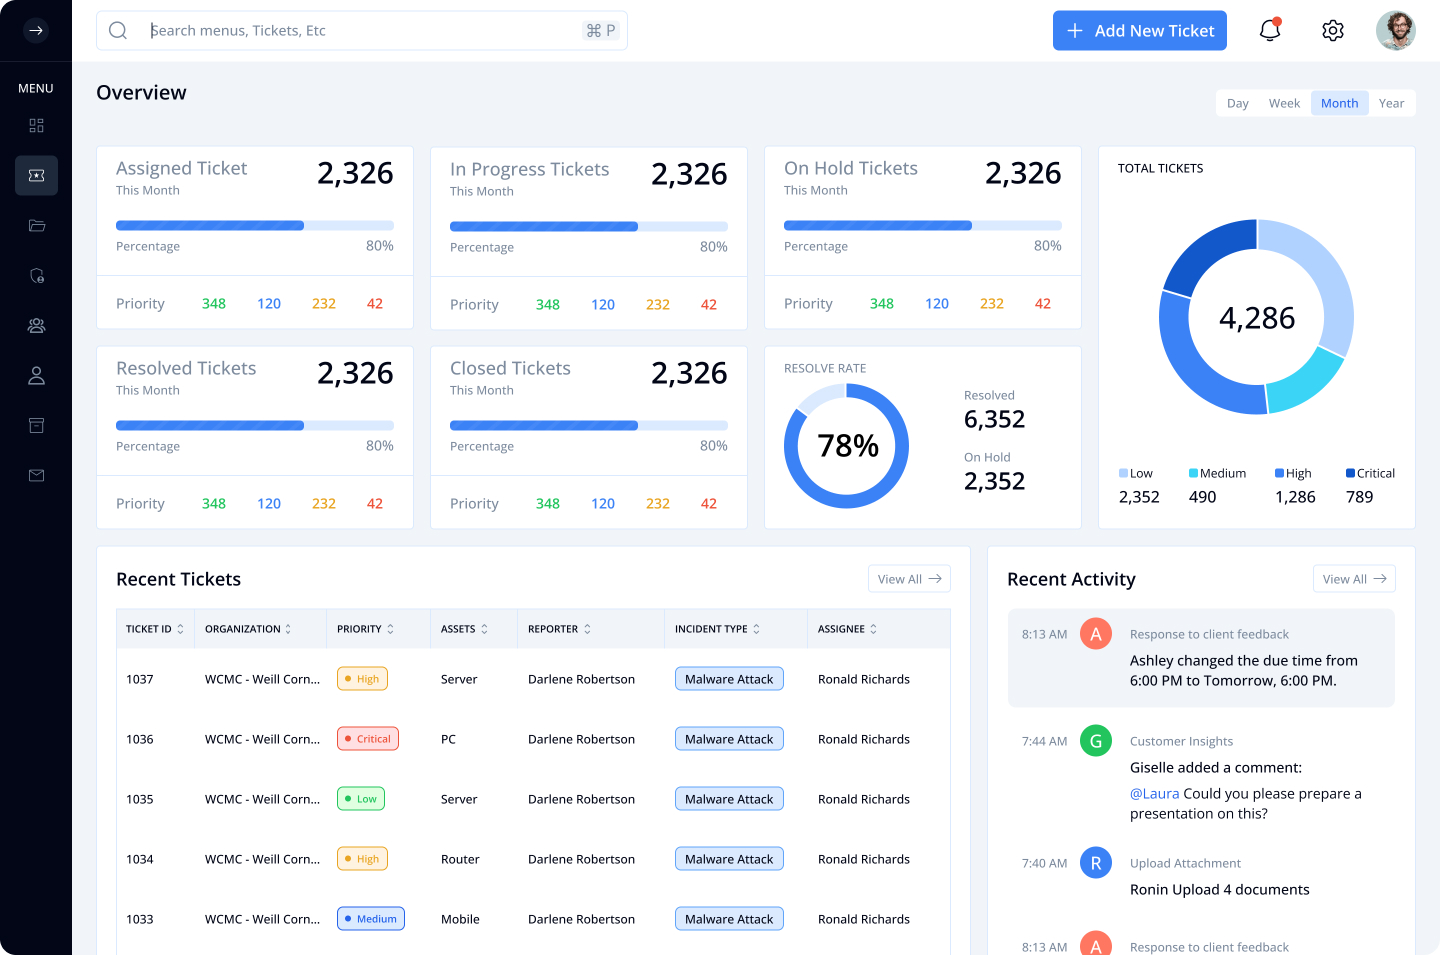 Search menus, Tickets, Etc
⌘ P
Add New Ticket
MENU
Overview
Day Week Month Year
Assigned Ticket
2,326
This Month
Percentage 80%
Priority 348 120 232 42
In Progress Tickets
2,326
This Month
Percentage 80%
Priority 348 120 232 42
On Hold Tickets
2,326
This Month
Percentage 80%
Priority 348 120 232 42
TOTAL TICKETS
4,286
Low Medium High Critical
2,352 490 1,286 789
Resolved Tickets
2,326
This Month
Percentage 80%
Priority 348 120 232 42
Closed Tickets
2,326
This Month
Percentage 80%
Priority 348 120 232 42
RESOLVE RATE
78%
Resolved
6,352
On Hold
2,352
Recent Tickets
View All
TICKET ID ORGANIZATION PRIORITY ASSETS REPORTER INCIDENT TYPE ASSIGNEE
1037 WCMC - Weill Corn... High Server Darlene Robertson Malware Attack Ronald Richards
1036 WCMC - Weill Corn... Critical PC Darlene Robertson Malware Attack Ronald Richards
1035 WCMC - Weill Corn... Low Server Darlene Robertson Malware Attack Ronald Richards
1034 WCMC - Weill Corn... High Router Darlene Robertson Malware Attack Ronald Richards
1033 WCMC - Weill Corn... Medium Mobile Darlene Robertson Malware Attack Ronald Richards
Recent Activity
View All
8:13 AM A Response to client feedback
Ashley changed the due time from
6:00 PM to Tomorrow, 6:00 PM.
7:44 AM G Customer Insights
Giselle added a comment:
@Laura Could you please prepare a
presentation on this?
7:40 AM R Upload Attachment
Ronin Upload 4 documents
8:13 AM A Response to client feedback